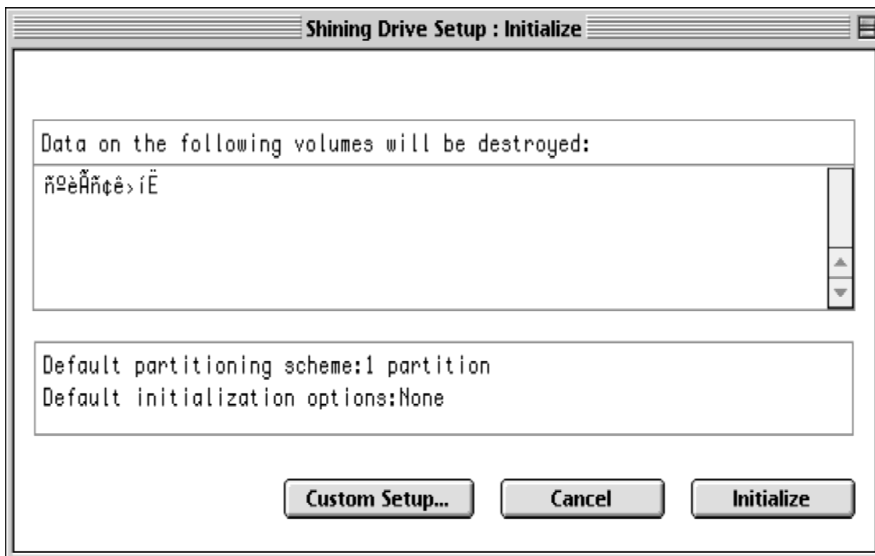 Shining Drive Setup : Initialize
Data on the following volumes will be destroyed:
ñºèÃñ¢ê›íË
Default partitioning scheme:1 partition
Default initialization options:None
Custom Setup... Cancel Initialize